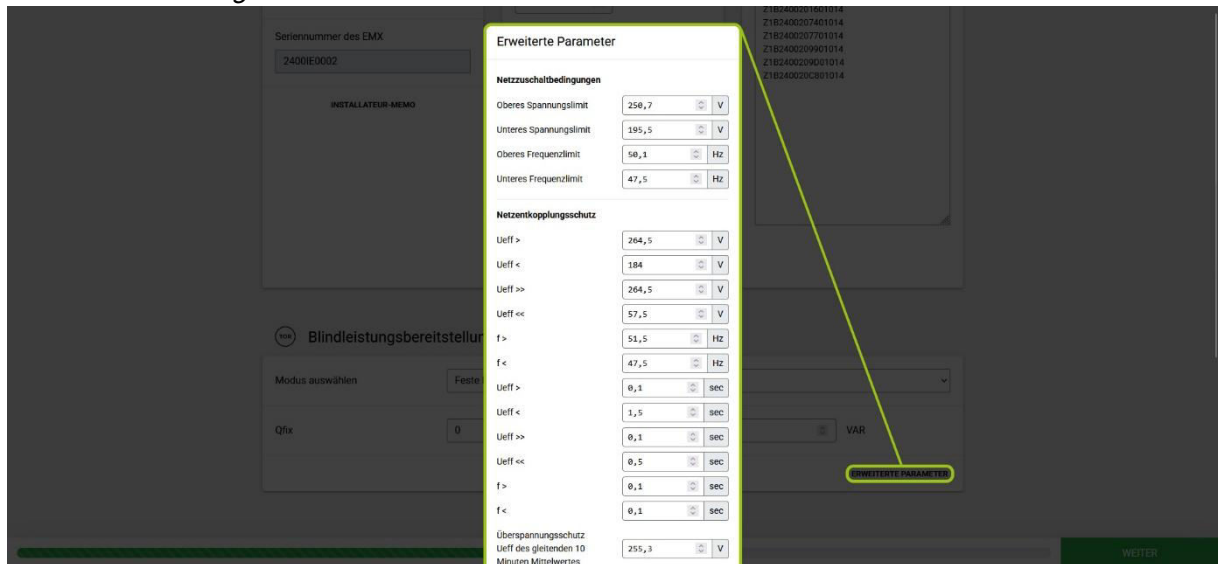 Z1B2400201601014
Z1B2400207401014
Z1B2400207701014
Z1B2400209901014
Z1B2400209D01014
Z1B240020C801014
Seriennummer des EMX
2400IE0002
INSTALLATEUR-MEMO
Erweiterte Parameter
Netzzuschaltbedingungen
Oberes Spannungslimit 250,7 V
Unteres Spannungslimit 195,5 V
Oberes Frequenzlimit 50,1 Hz
Unteres Frequenzlimit 47,5 Hz
Netzentkopplungsschutz
Ueff > 264,5 V
Ueff < 184 V
Ueff >> 264,5 V
Ueff << 57,5 V
f > 51,5 Hz
f < 47,5 Hz
Ueff > 0,1 sec
Ueff < 1,5 sec
Ueff >> 0,1 sec
Ueff << 0,5 sec
f > 0,1 sec
f < 0,1 sec
Überspannungsschutz
Ueff des gleitenden 10 255,3 V
Minuten Mittelwertes
Blindleistungsbereitstellu
Modus auswählen Feste
Qfix 0 VAR
ERWEITERTE PARAMETER
WEITER